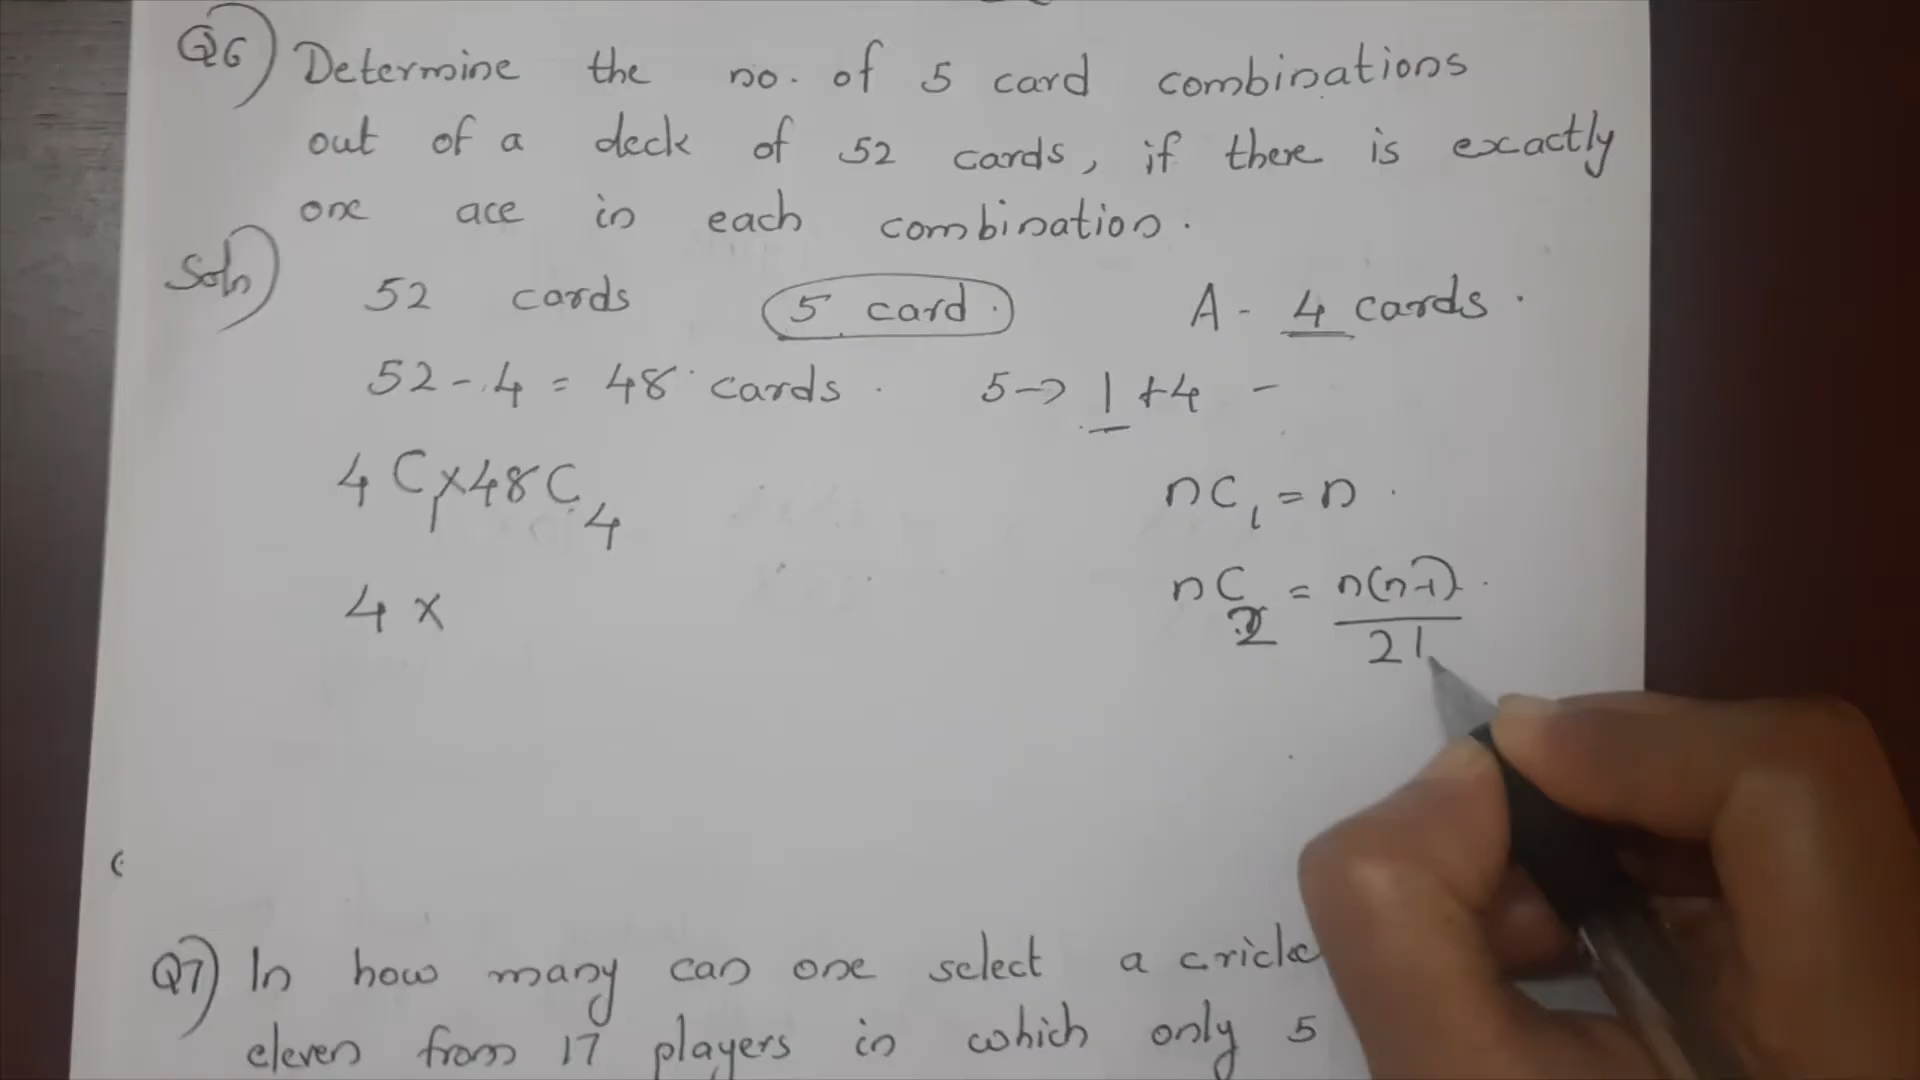 Q6) Determine the no. of 5 card combinations
out of a deck of 52 cards, if there is exactly
one ace in each combination.
Soln) 52 cards 5 card. A - 4 cards.
52 - 4 = 48 cards. 5 → 1 + 4 -
4C₁ × 48C₄ nC₁ = n.
4 × nC₂ = n(n-1)
2!
Q7) In how many can one select a cricke
eleven from 17 players in which only 5